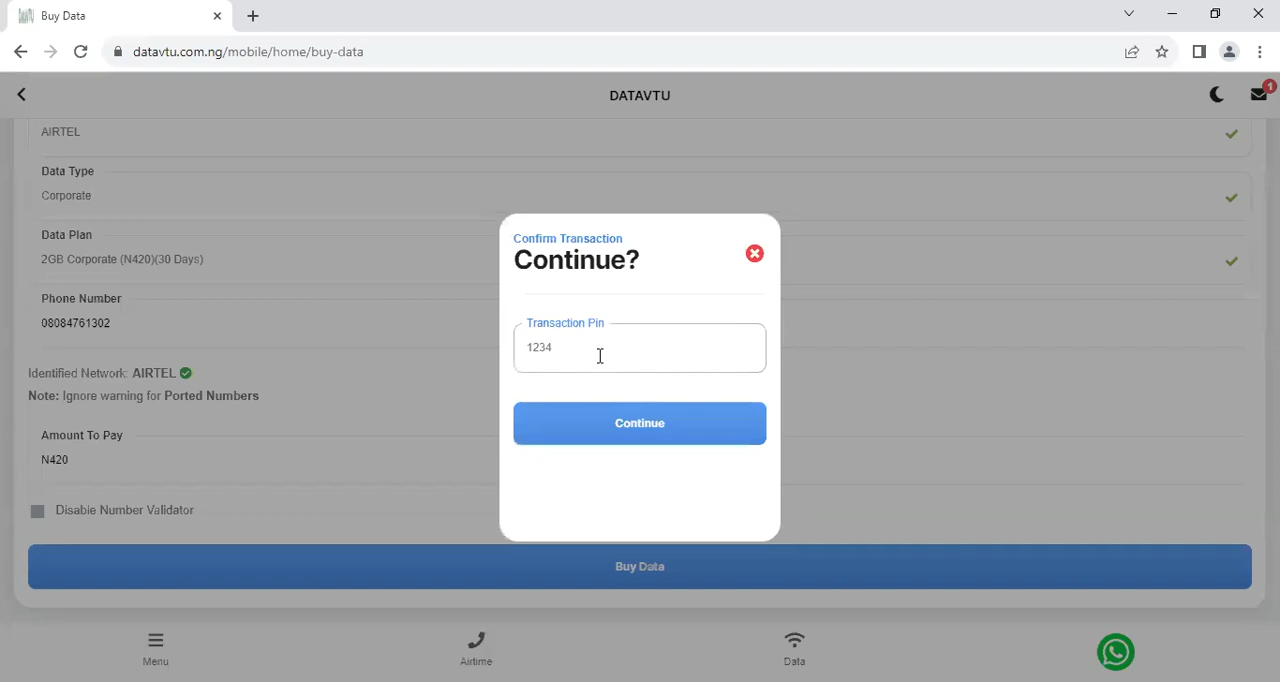 Buy Data
datavtu.com.ng/mobile/home/buy-data
DATAVTU
1
AIRTEL
Data Type
Corporate
Data Plan
2GB Corporate (N420)(30 Days)
Phone Number
08084761302
Identified Network: AIRTEL
Note: Ignore warning for Ported Numbers
Amount To Pay
N420
Disable Number Validator
Buy Data
Confirm Transaction
Continue?
Transaction Pin
1234
Continue
Menu
Airtime
Data